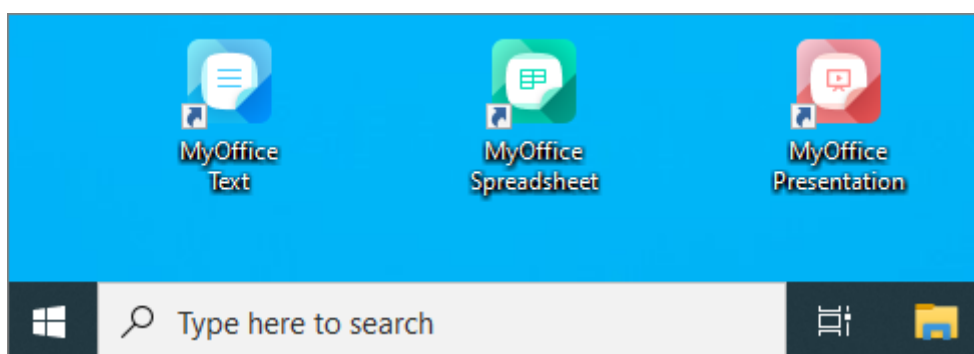 MyOffice
Text
MyOffice
Spreadsheet
MyOffice
Presentation
Type here to search